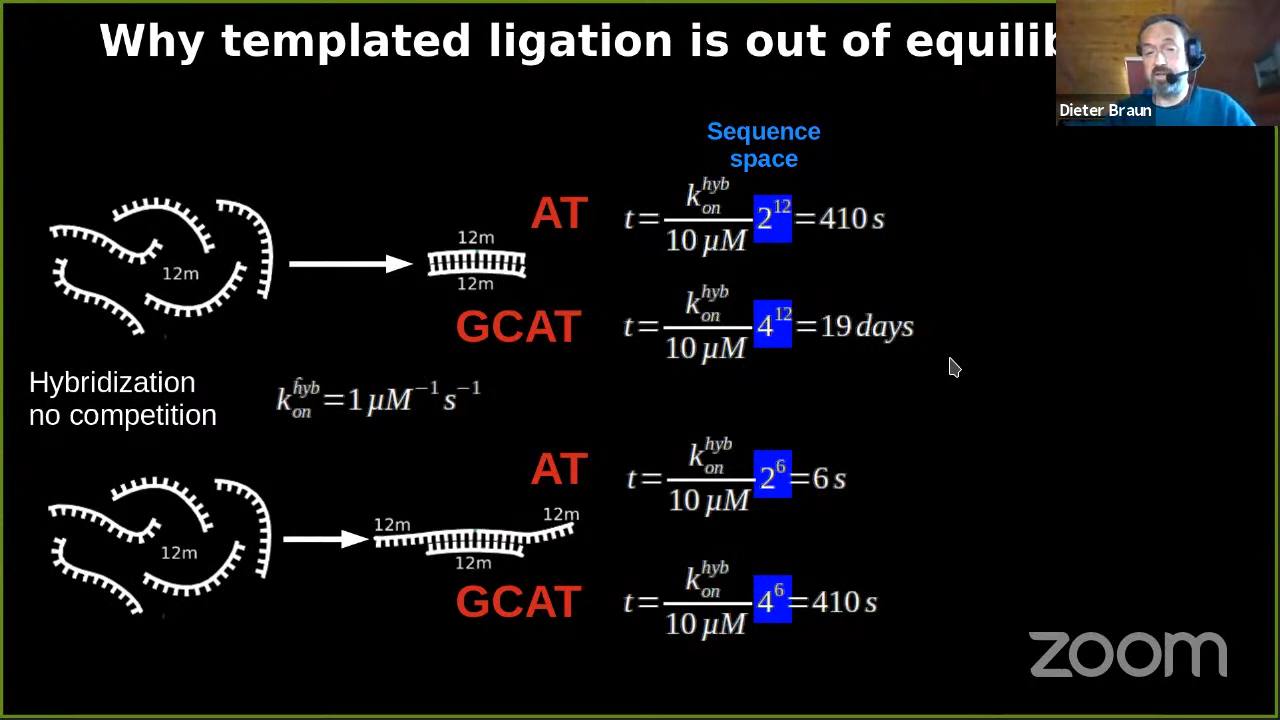 Why templated ligation is out of equilib
Dieter Braun
Sequence
space
12m
12m
12m
AT
t = k_on^hyb / 10 μM 2^12 = 410 s
GCAT
t = k_on^hyb / 10 μM 4^12 = 19 days
Hybridization
no competition
k_on^hyb = 1 μM^−1 s^−1
12m
12m
12m
12m
AT
t = k_on^hyb / 10 μM 2^6 = 6 s
GCAT
t = k_on^hyb / 10 μM 4^6 = 410 s
zoom